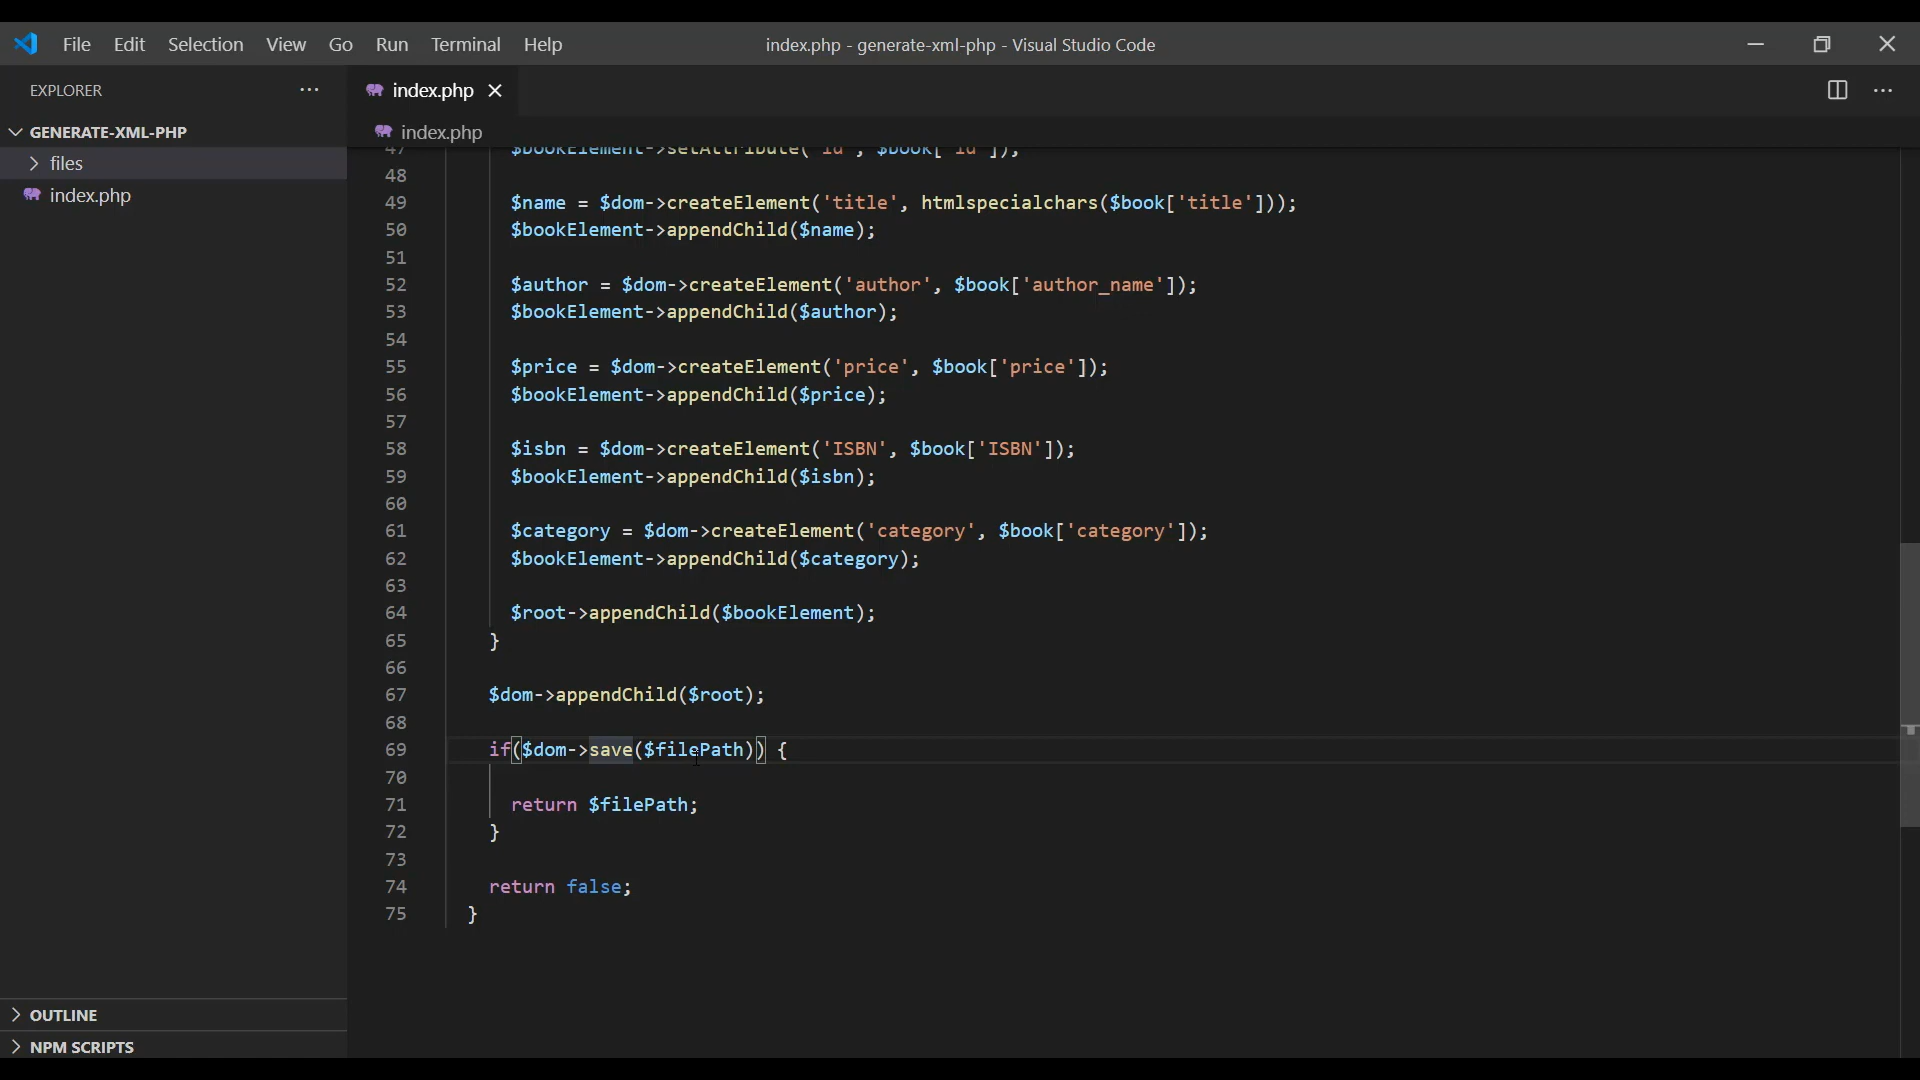 File Edit Selection View Go Run Terminal Help
index.php - generate-xml-php - Visual Studio Code
EXPLORER
index.php
GENERATE-XML-PHP
index.php
files
index.php
47 $bookElement->setAttribute('id', $book['id']);
48
49 $name = $dom->createElement('title', htmlspecialchars($book['title']));
50 $bookElement->appendChild($name);
51
52 $author = $dom->createElement('author', $book['author_name']);
53 $bookElement->appendChild($author);
54
55 $price = $dom->createElement('price', $book['price']);
56 $bookElement->appendChild($price);
57
58 $isbn = $dom->createElement('ISBN', $book['ISBN']);
59 $bookElement->appendChild($isbn);
60
61 $category = $dom->createElement('category', $book['category']);
62 $bookElement->appendChild($category);
63
64 $root->appendChild($bookElement);
65 }
66
67 $dom->appendChild($root);
68
69 if($dom->save($filePath)) {
70
71 return $filePath;
72 }
73
74 return false;
75 }
OUTLINE
NPM SCRIPTS